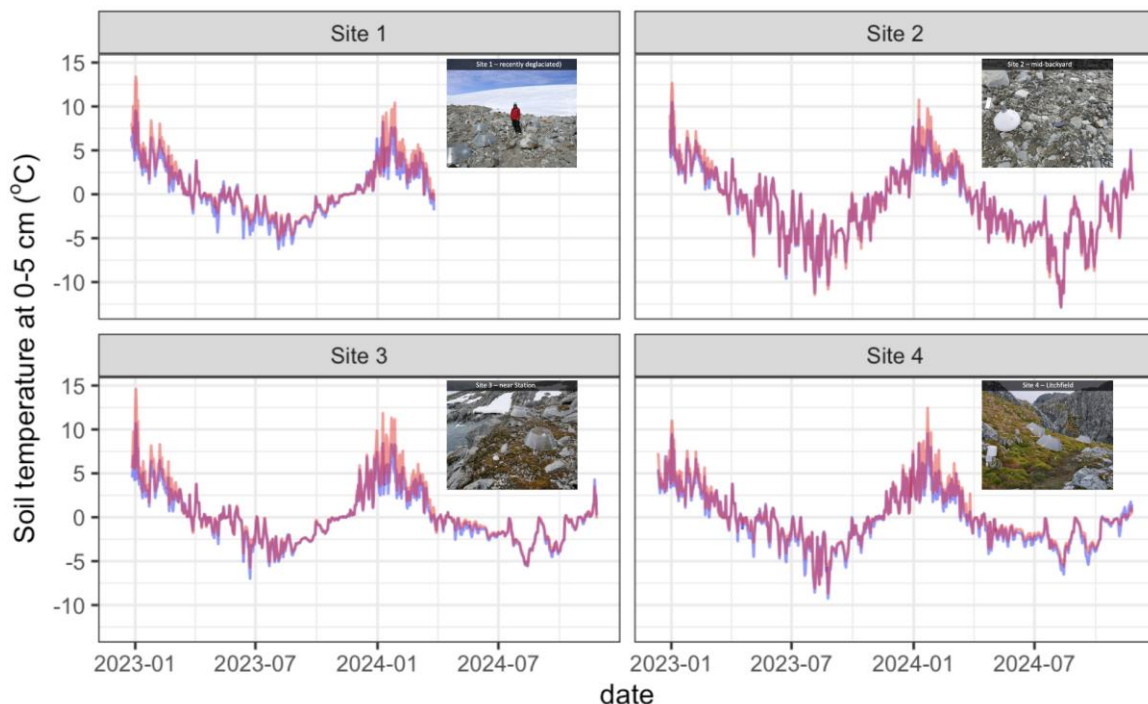 Site 1
Site 2
15
10
5
0
-5
-10
Site 1 – recently deglaciated)
Site 2 – mid-backyard
Site 3
Site 4
15
10
5
0
-5
-10
Site 3 – near Station
Site 4 – Litchfield
Soil temperature at 0-5 cm (°C)
2023-01 2023-07 2024-01 2024-07
2023-01 2023-07 2024-01 2024-07
date